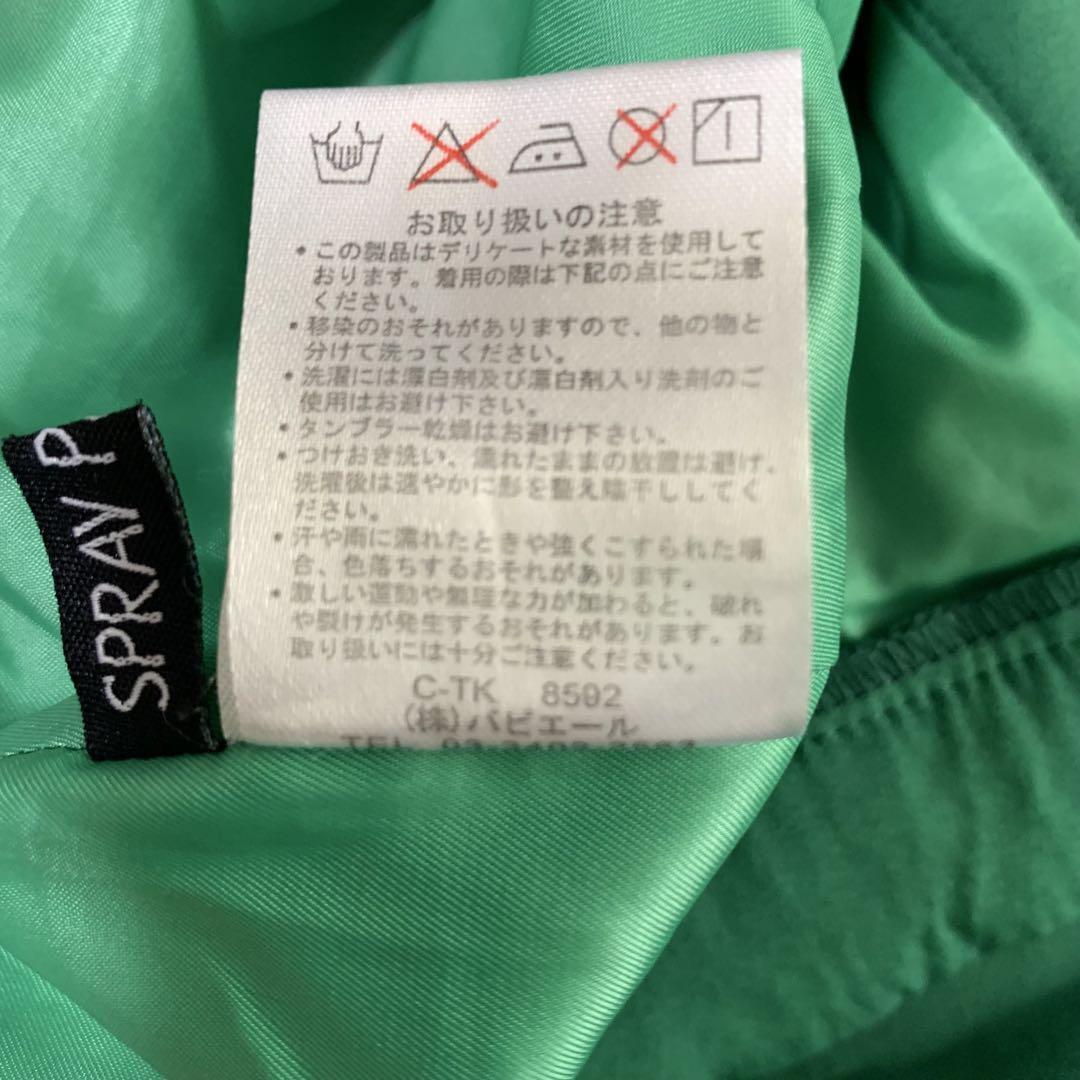 お取り扱いの注意
・この製品はデリケートな素材を使用して
おります。着用の際は下記の点にご注意
ください。
・移染のおそれがありますので、他の物と
分けて洗ってください。
・洗濯には漂白剤及び漂白剤入り洗剤のご
使用はお避け下さい。
・タンブラー乾燥はお避け下さい。
・つけおき洗い、濡れたままの放置は避け、
洗濯後は速やかに形を整え陰干ししてく
ださい。
・汗や雨に濡れたときや強くこすられた場
合、色落ちするおそれがあります。
・激しい運動や無理な力が加わると、破れ
や裂けが発生するおそれがあります。お
取り扱いには十分ご注意ください。
C-TK 8592
(株)バビエール
TEL
SPRAY P